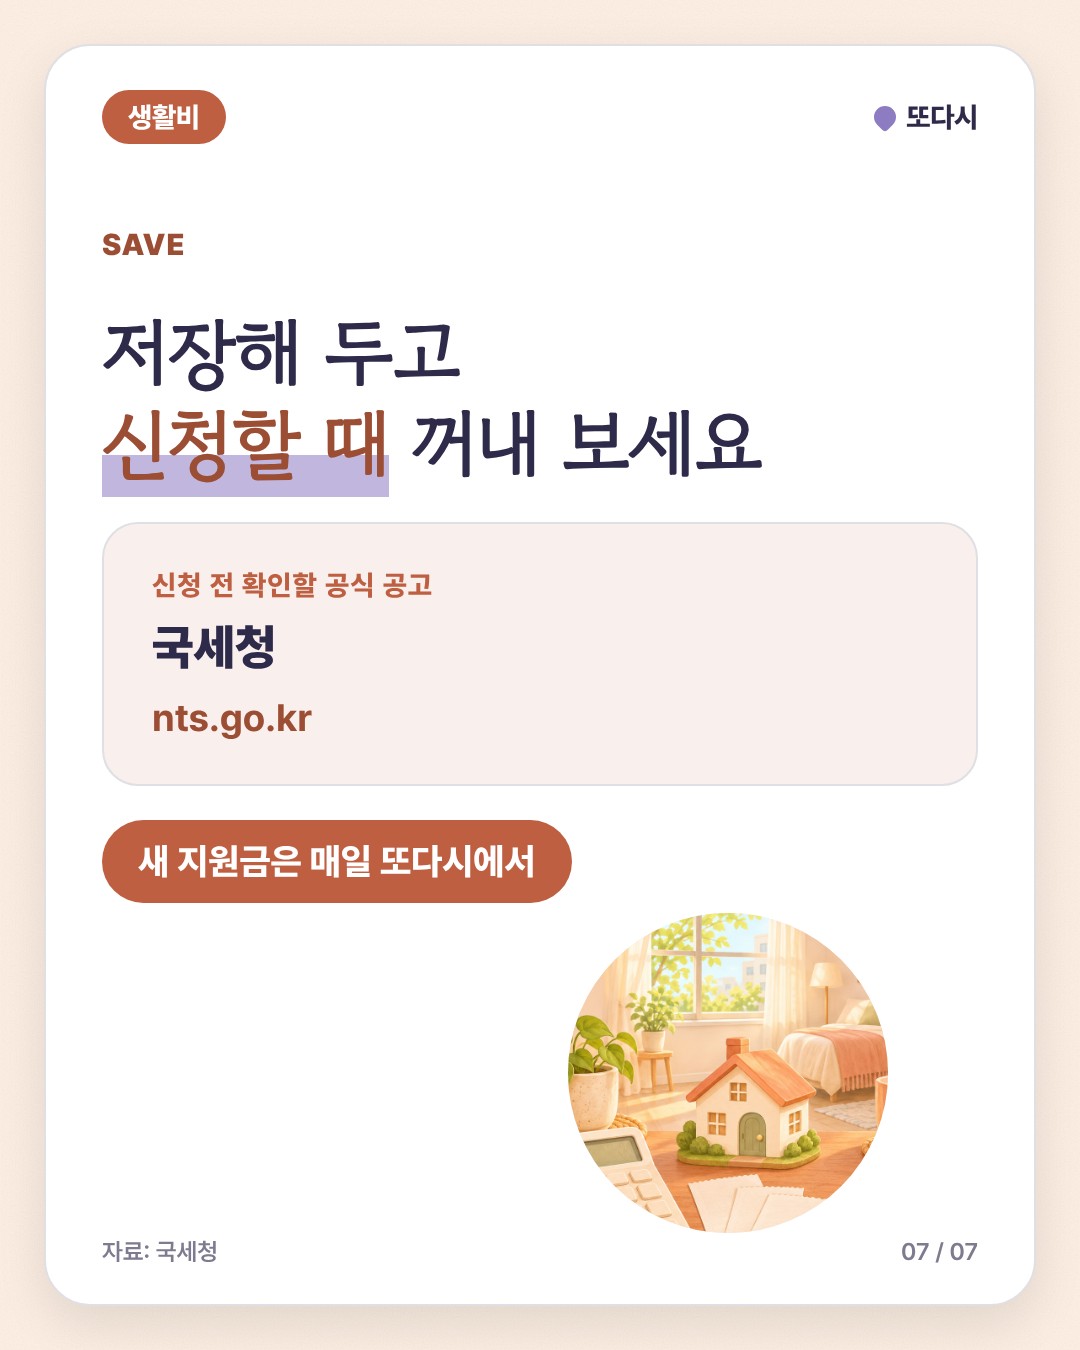 생활비
또다시
SAVE
저장해 두고
신청할 때 꺼내 보세요
신청 전 확인할 공식 공고
국세청
nts.go.kr
새 지원금은 매일 또다시에서
자료: 국세청
07 / 07